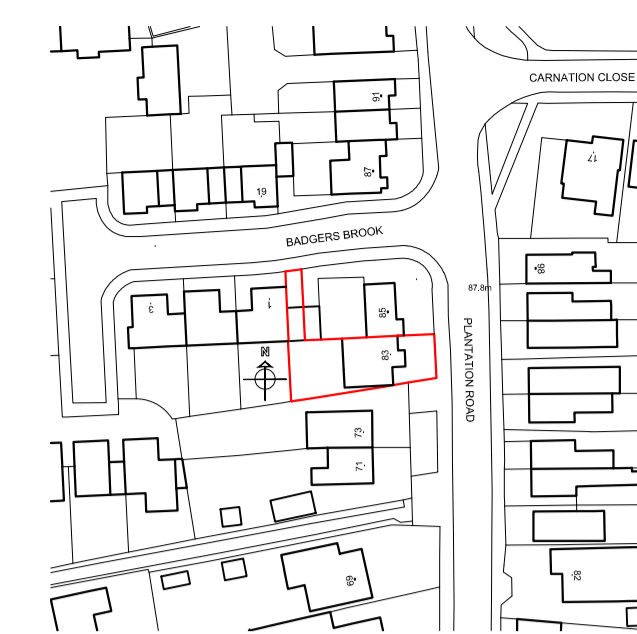 CARNATION CLOSE
91
17
87
19
BADGERS BROOK
86
87.8m
3
1
85
PLANTATION ROAD
N
83
73
71
82
69